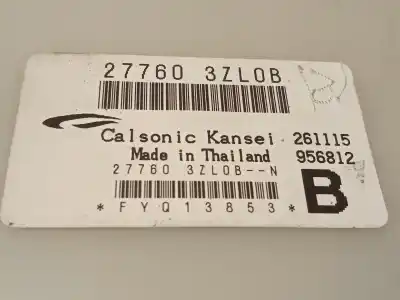 27760 3ZL0B
Calsonic Kansei 261115
Made in Thailand 956812
27760 3ZL0B--N
B
* FYQ13853 *